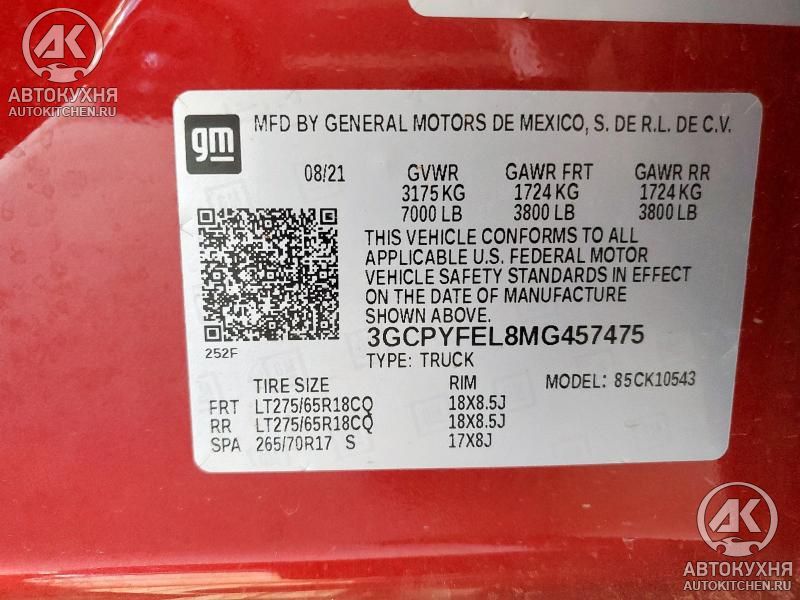 AK
АВТОКУХНЯ
AUTOKITCHEN.RU
gm
MFD BY GENERAL MOTORS DE MEXICO, S. DE R.L. DE C.V.
08/21 GVWR GAWR FRT GAWR RR
3175 KG 1724 KG 1724 KG
7000 LB 3800 LB 3800 LB
THIS VEHICLE CONFORMS TO ALL
APPLICABLE U.S. FEDERAL MOTOR
VEHICLE SAFETY STANDARDS IN EFFECT
ON THE DATE OF MANUFACTURE
SHOWN ABOVE.
3GCPYFEL8MG457475
252F
TYPE: TRUCK
TIRE SIZE RIM MODEL: 85CK10543
FRT LT275/65R18CQ 18X8.5J
RR LT275/65R18CQ 18X8.5J
SPA 265/70R17 S 17X8J
AK
АВТОКУХНЯ
AUTOKITCHEN.RU